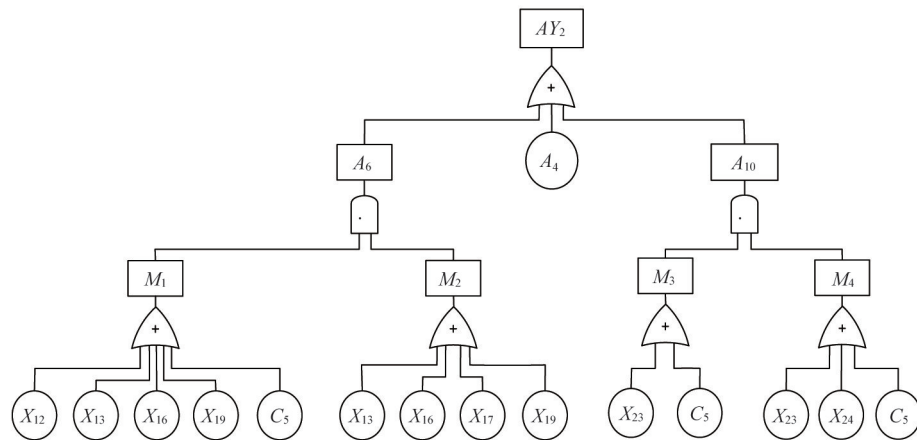 AY₂
+
A₆ A₄ A₁₀
· ·
M₁ M₂ M₃ M₄
+ + + +
X₁₂ X₁₃ X₁₆ X₁₉ C₅ X₁₃ X₁₆ X₁₇ X₁₉ X₂₃ C₅ X₂₃ X₂₄ C₅